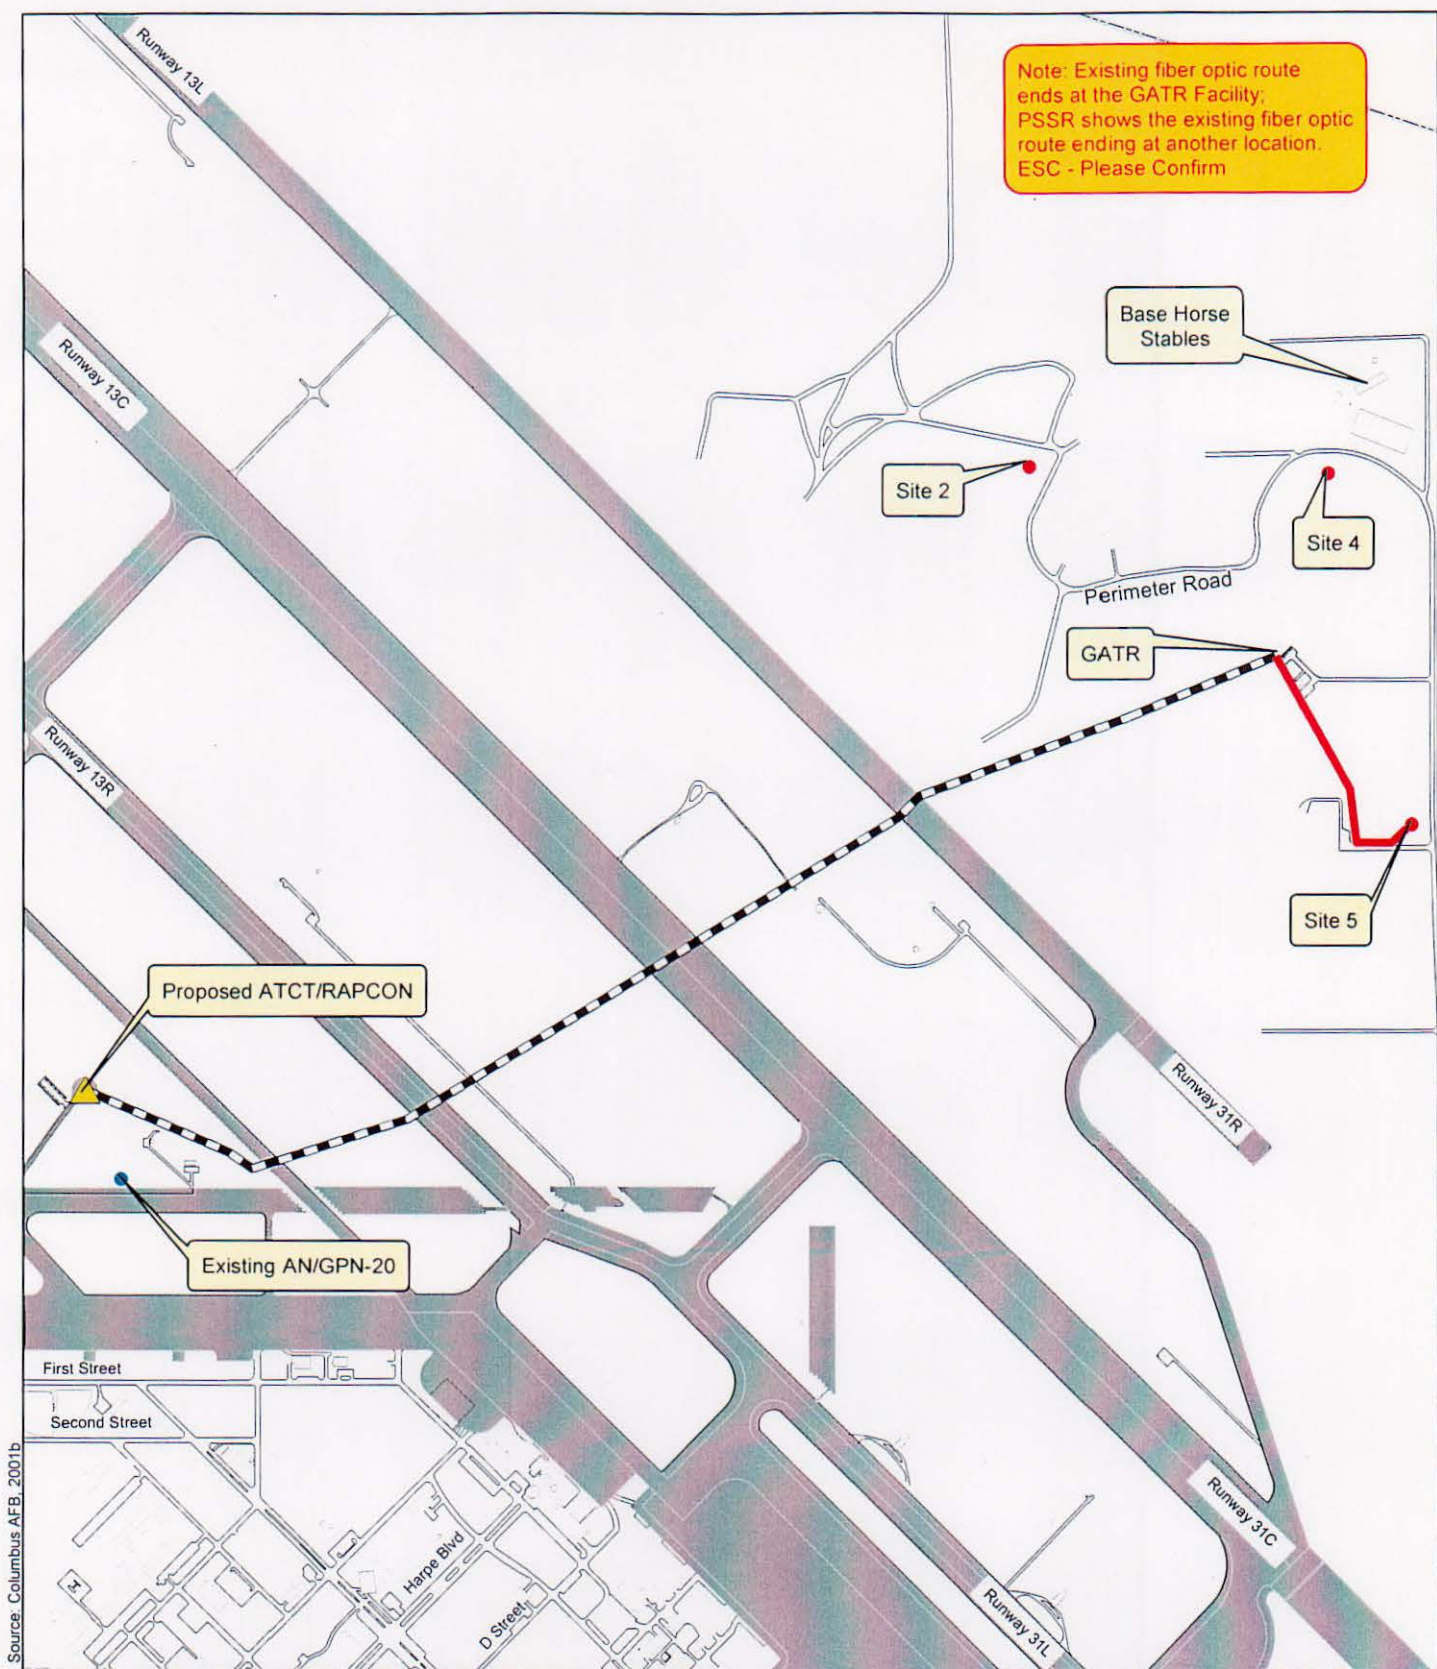 Runway 13L
Note: Existing fiber optic route
ends at the GATR Facility;
PSSR shows the existing fiber optic
route ending at another location.
ESC - Please Confirm
Base Horse
Stables
Runway 13C
Site 2
Site 4
Perimeter Road
GATR
Runway 13R
Site 5
Proposed ATCT/RAPCON
Runway 31R
Existing AN/GPN-20
First Street
Second Street
Harpe Blvd
D Street
Runway 31C
Runway 31L
H
Source: Columbus AFB, 2001b